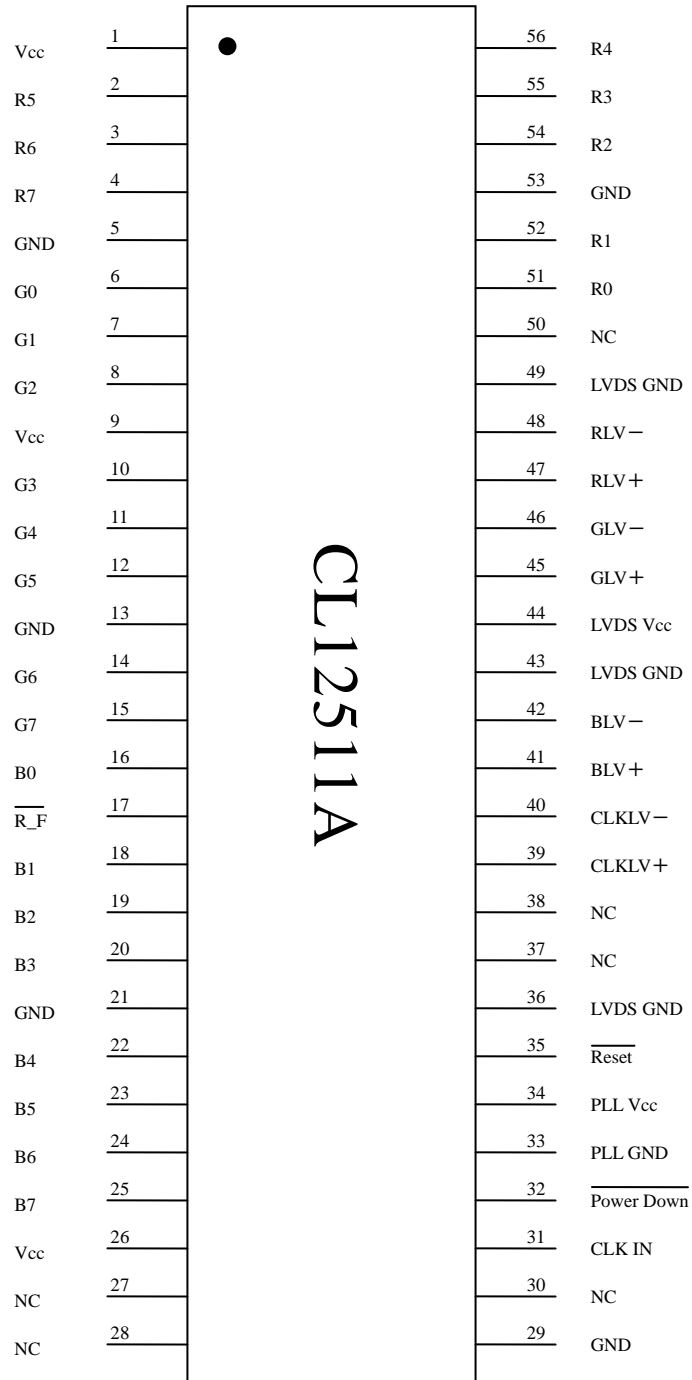 Vcc 1 56 R4
R5 2 55 R3
R6 3 54 R2
R7 4 53 GND
GND 5 52 R1
G0 6 51 R0
G1 7 50 NC
G2 8 49 LVDS GND
Vcc 9 48 RLV−
G3 10 47 RLV+
G4 11 46 GLV−
G5 12 45 GLV+
GND 13 44 LVDS Vcc
G6 14 43 LVDS GND
G7 15 42 BLV−
B0 16 41 BLV+
R_F 17 40 CLKLV−
B1 18 39 CLKLV+
B2 19 38 NC
B3 20 37 NC
GND 21 36 LVDS GND
B4 22 35 Reset
B5 23 34 PLL Vcc
B6 24 33 PLL GND
B7 25 32 Power Down
Vcc 26 31 CLK IN
NC 27 30 NC
NC 28 29 GND
CL12511A